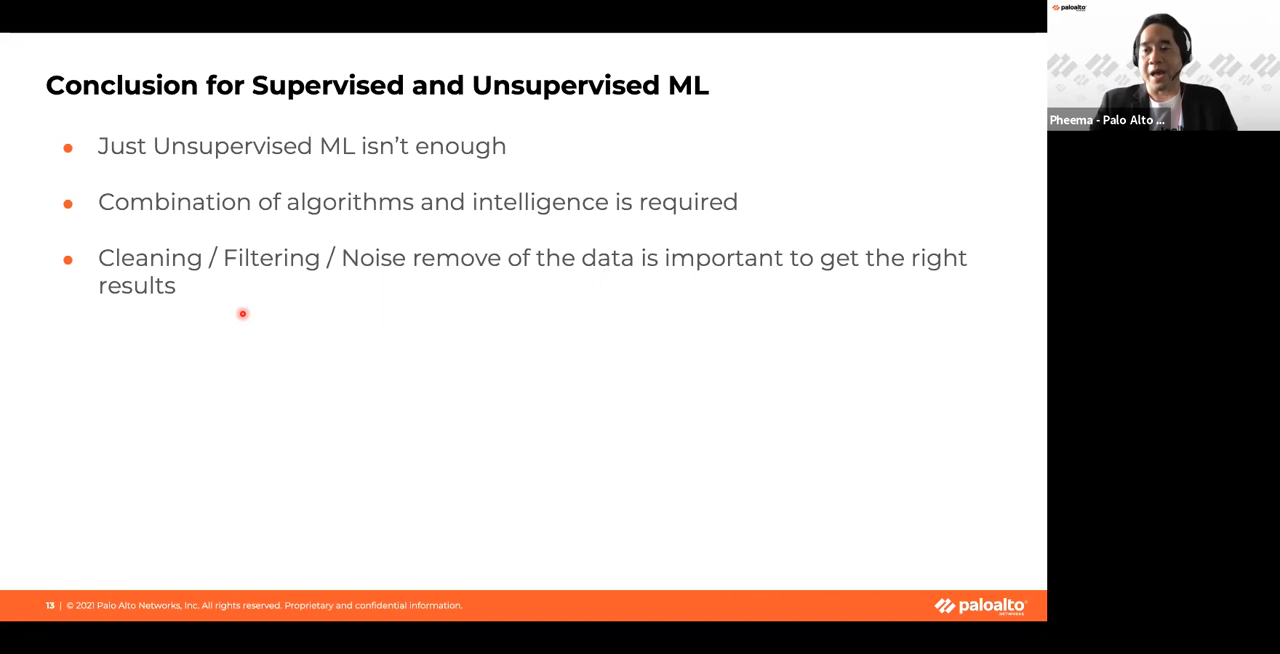 Conclusion for Supervised and Unsupervised ML
Just Unsupervised ML isn't enough
Combination of algorithms and intelligence is required
Cleaning / Filtering / Noise remove of the data is important to get the right
results
13 | © 2021 Palo Alto Networks, Inc. All rights reserved. Proprietary and confidential information.
paloalto
NETWORKS
paloalto
Pheema - Palo Alto ...